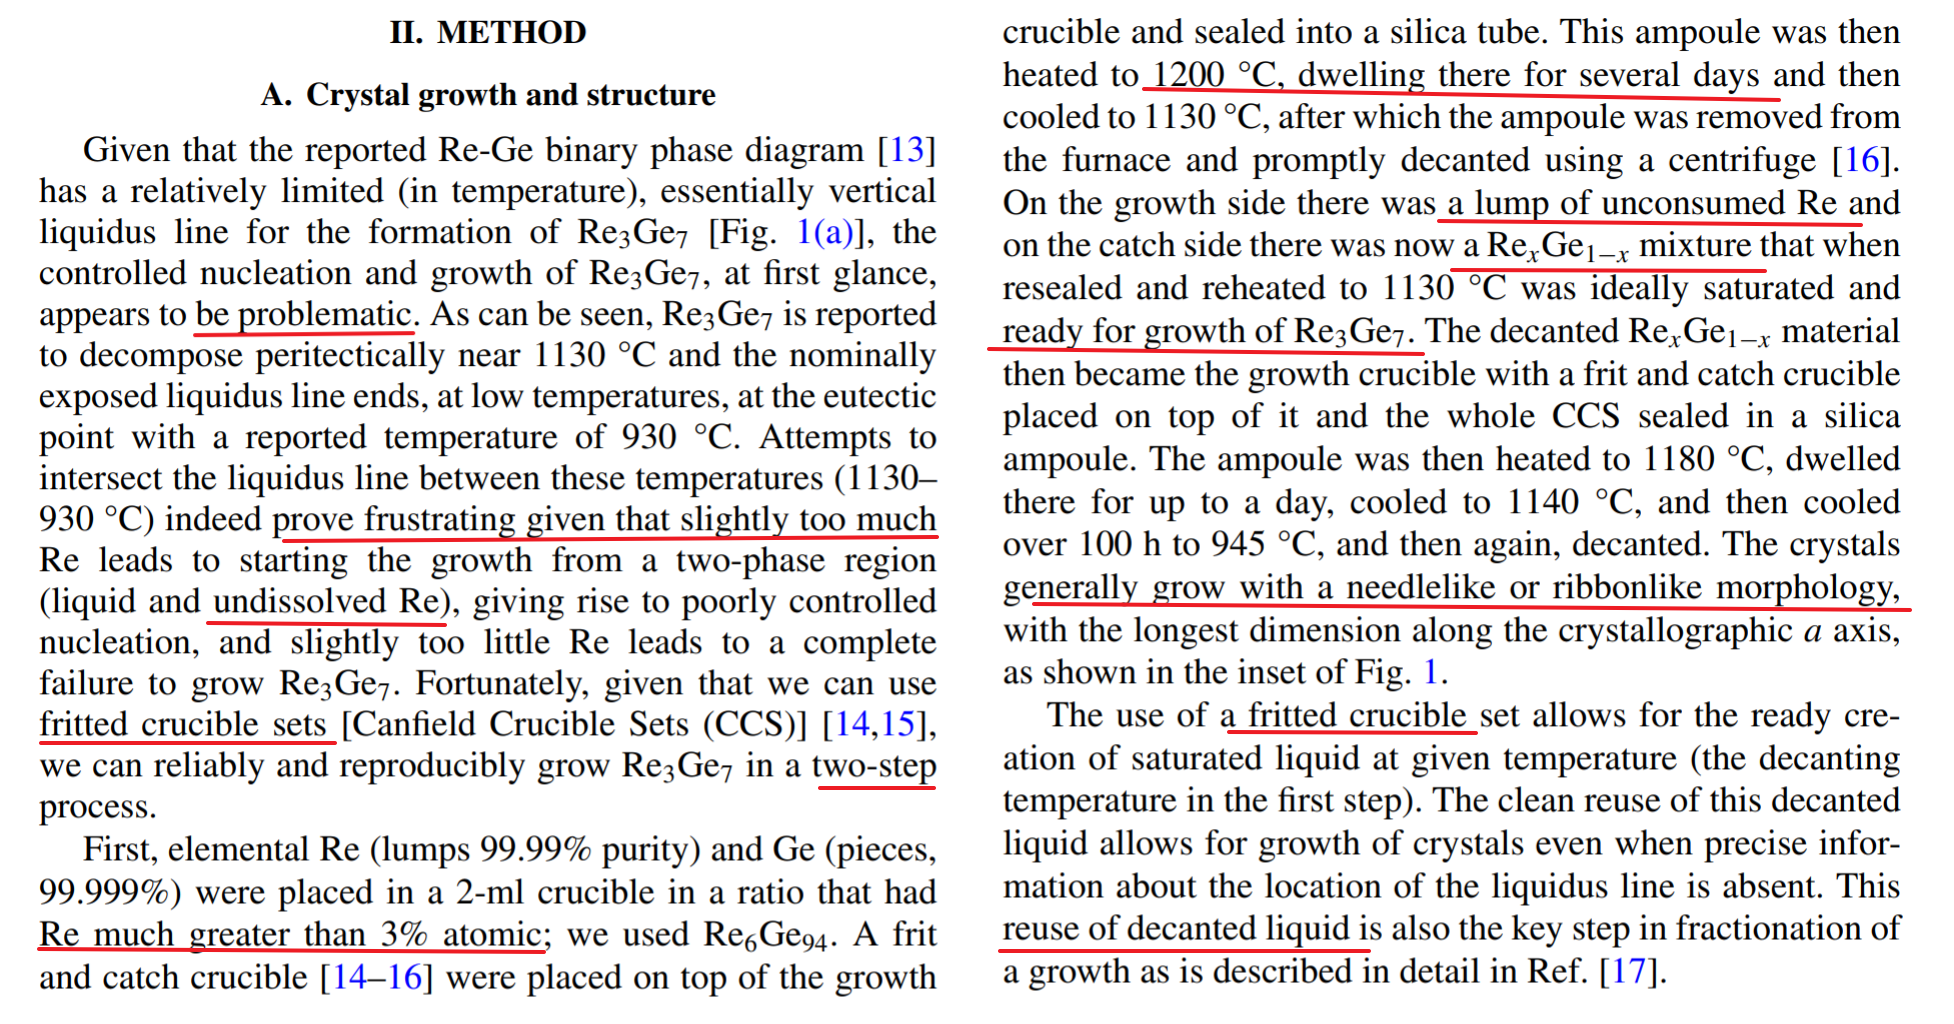 II. METHOD
A. Crystal growth and structure
Given that the reported Re-Ge binary phase diagram [13]
has a relatively limited (in temperature), essentially vertical
liquidus line for the formation of Re₃Ge₇ [Fig. 1(a)], the
controlled nucleation and growth of Re₃Ge₇, at first glance,
appears to be problematic. As can be seen, Re₃Ge₇ is reported
to decompose peritectically near 1130 °C and the nominally
exposed liquidus line ends, at low temperatures, at the eutectic
point with a reported temperature of 930 °C. Attempts to
intersect the liquidus line between these temperatures (1130–
930 °C) indeed prove frustrating given that slightly too much
Re leads to starting the growth from a two-phase region
(liquid and undissolved Re), giving rise to poorly controlled
nucleation, and slightly too little Re leads to a complete
failure to grow Re₃Ge₇. Fortunately, given that we can use
fritted crucible sets [Canfield Crucible Sets (CCS)] [14,15],
we can reliably and reproducibly grow Re₃Ge₇ in a two-step
process.
First, elemental Re (lumps 99.99% purity) and Ge (pieces,
99.999%) were placed in a 2-ml crucible in a ratio that had
Re much greater than 3% atomic; we used Re₆Ge₉₄. A frit
and catch crucible [14–16] were placed on top of the growth
crucible and sealed into a silica tube. This ampoule was then
heated to 1200 °C, dwelling there for several days and then
cooled to 1130 °C, after which the ampoule was removed from
the furnace and promptly decanted using a centrifuge [16].
On the growth side there was a lump of unconsumed Re and
on the catch side there was now a ReₓGe₁₋ₓ mixture that when
resealed and reheated to 1130 °C was ideally saturated and
ready for growth of Re₃Ge₇. The decanted ReₓGe₁₋ₓ material
then became the growth crucible with a frit and catch crucible
placed on top of it and the whole CCS sealed in a silica
ampoule. The ampoule was then heated to 1180 °C, dwelled
there for up to a day, cooled to 1140 °C, and then cooled
over 100 h to 945 °C, and then again, decanted. The crystals
generally grow with a needlelike or ribbonlike morphology,
with the longest dimension along the crystallographic a axis,
as shown in the inset of Fig. 1.
The use of a fritted crucible set allows for the ready cre-
ation of saturated liquid at given temperature (the decanting
temperature in the first step). The clean reuse of this decanted
liquid allows for growth of crystals even when precise infor-
mation about the location of the liquidus line is absent. This
reuse of decanted liquid is also the key step in fractionation of
a growth as is described in detail in Ref. [17].